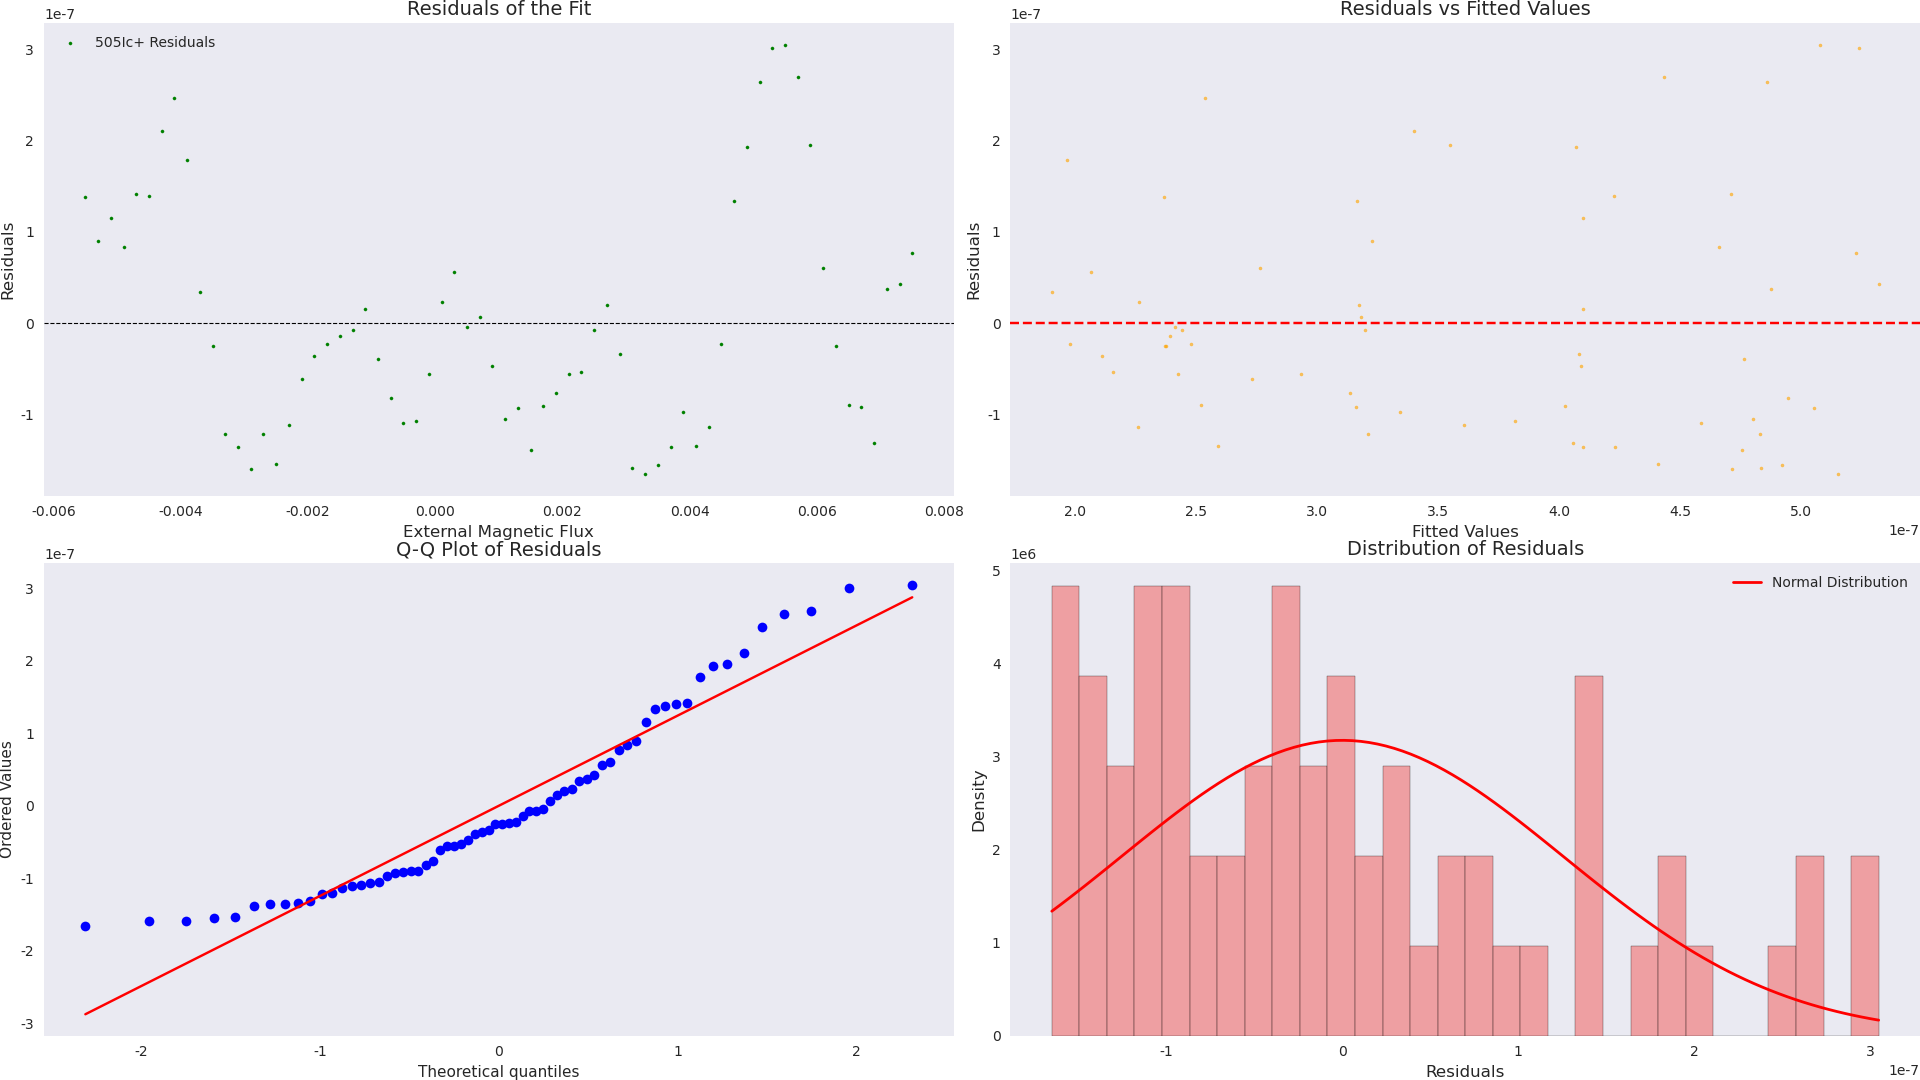 Residuals of the Fit
1e-7
505Ic+ Residuals
3
2
1
0
-1
Residuals
-0.006 -0.004 -0.002 0.000 0.002 0.004 0.006 0.008
External Magnetic Flux
Residuals vs Fitted Values
1e-7
3
2
1
0
-1
Residuals
2.0 2.5 3.0 3.5 4.0 4.5 5.0
1e-7
Fitted Values
Q-Q Plot of Residuals
1e-7
3
2
1
0
-1
-2
-3
Ordered Values
-2 -1 0 1 2
Theoretical quantiles
Distribution of Residuals
1e6
Normal Distribution
5
4
3
2
1
0
Density
-1 0 1 2 3
1e-7
Residuals